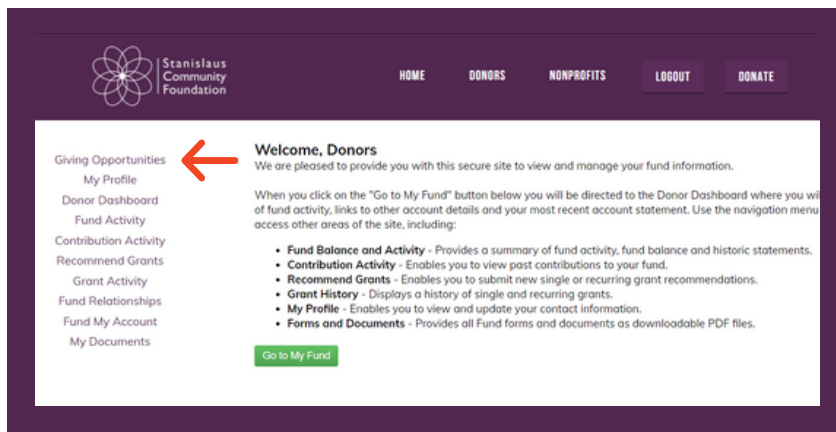 Stanislaus
Community
Foundation
HOME DONORS NONPROFITS LOGOUT DONATE
Giving Opportunities
My Profile
Donor Dashboard
Fund Activity
Contribution Activity
Recommend Grants
Grant Activity
Fund Relationships
Fund My Account
My Documents
Welcome, Donors
We are pleased to provide you with this secure site to view and manage your fund information.
When you click on the "Go to My Fund" button below you will be directed to the Donor Dashboard where you wil
of fund activity, links to other account details and your most recent account statement. Use the navigation menu
access other areas of the site, including:
• Fund Balance and Activity - Provides a summary of fund activity, fund balance and historic statements.
• Contribution Activity - Enables you to view past contributions to your fund.
• Recommend Grants - Enables you to submit new single or recurring grant recommendations.
• Grant History - Displays a history of single and recurring grants.
• My Profile - Enables you to view and update your contact information.
• Forms and Documents - Provides all Fund forms and documents as downloadable PDF files.
Go to My Fund